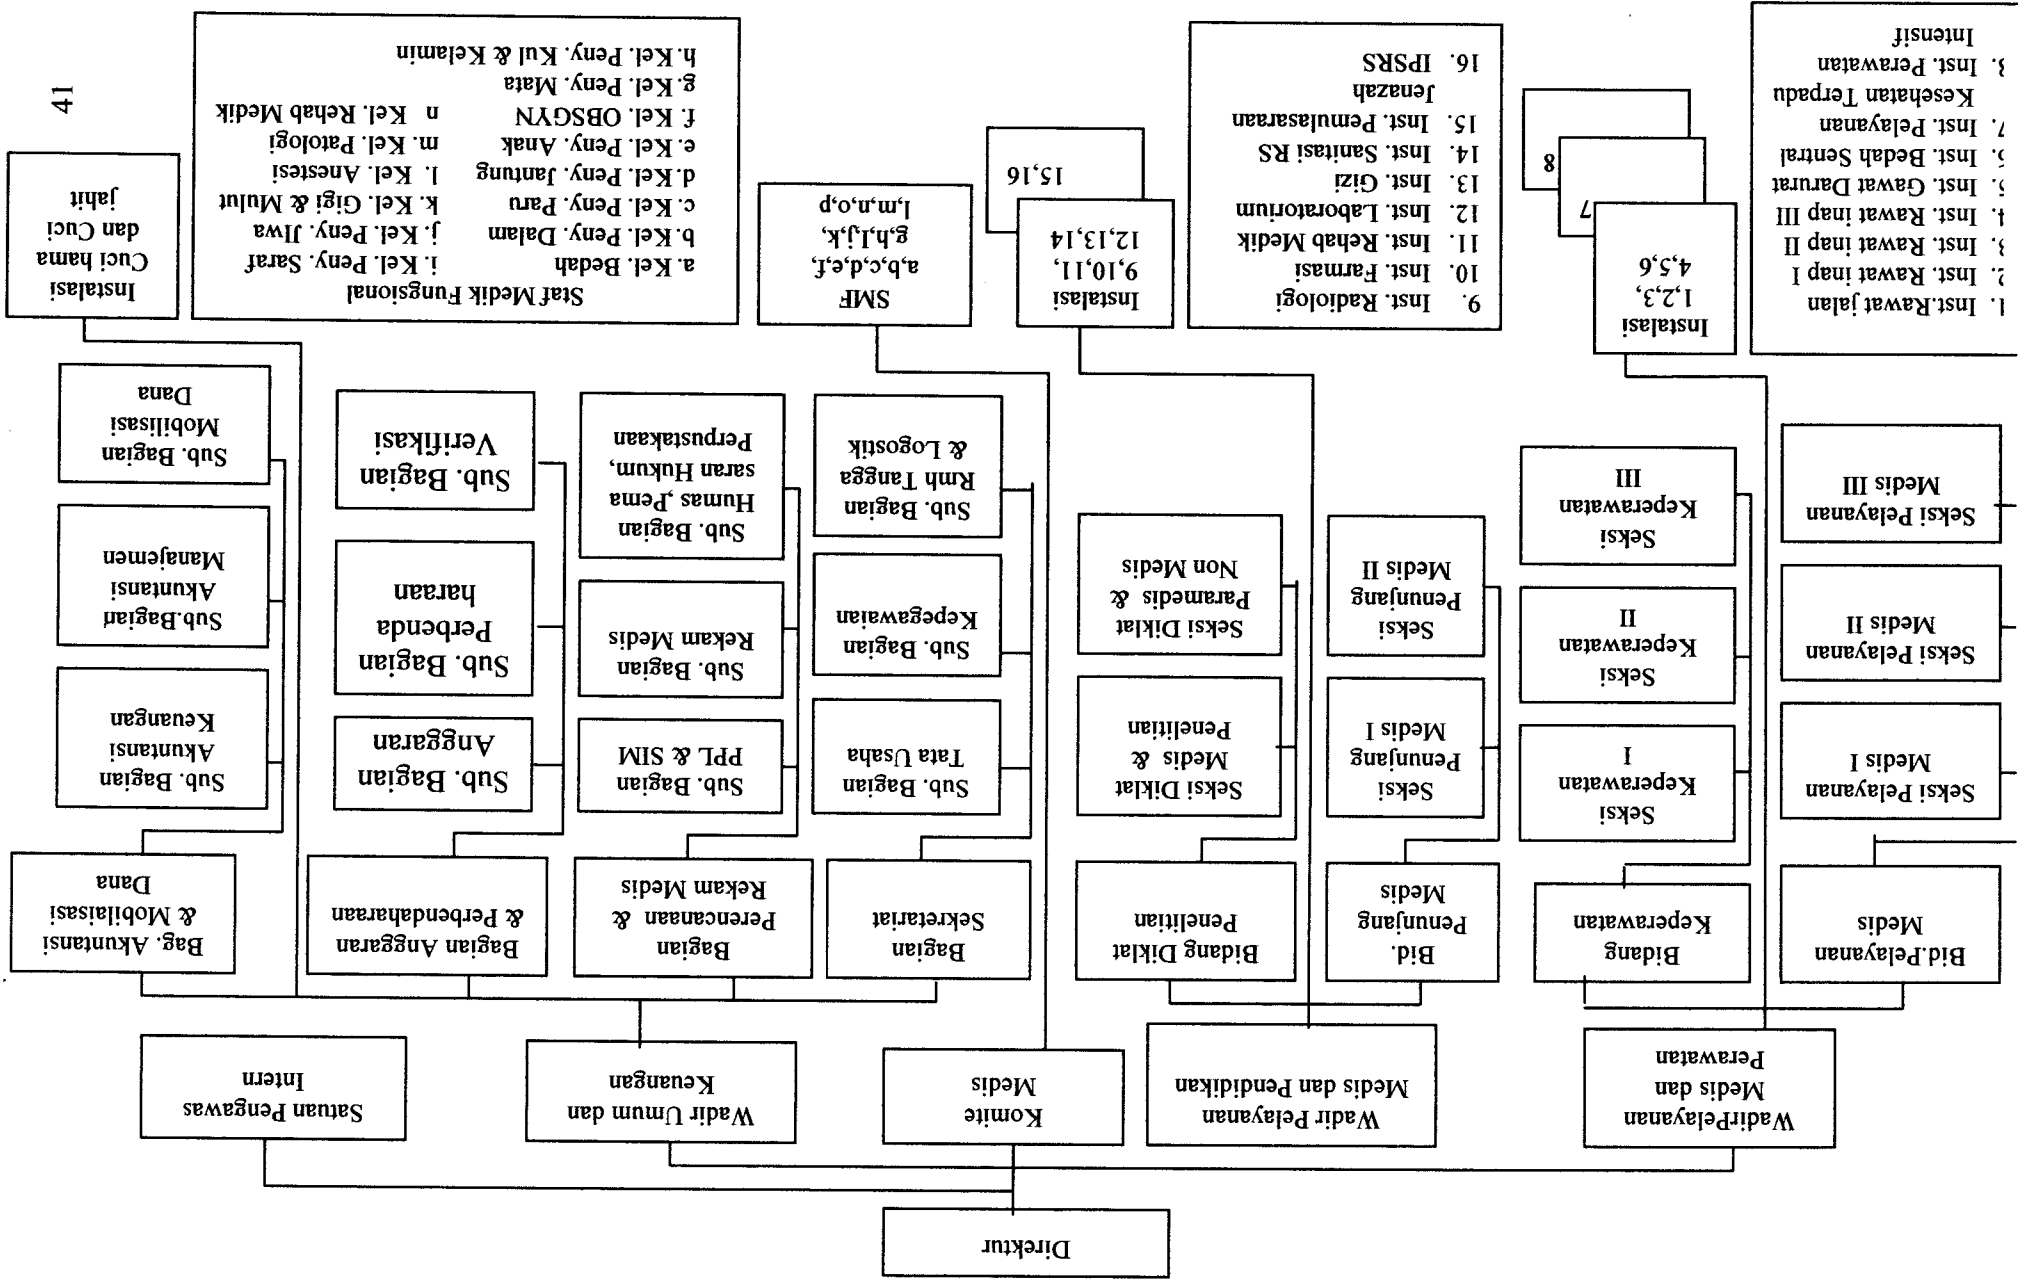 Direktur
WadirPelayanan
Medis dan
Perawatan
Wadir Pelayanan
Medis dan Pendidikan
Komite
Medis
Wadir Umum dan
Keuangan
Satuan Pengawas
Intern
Bid.Pelayanan
Medis
Bidang
Keperawatan
Bid.
Penunjang
Medis
Bidang Diklat
Penelitian
Bagian
Sekretariat
Bagian
Perencanaan &
Rekam Medis
Bagian Anggaran
& Perbendaharaan
Bag. Akuntansi
& Mobilaisasi
Dana
Seksi Pelayanan
Medis I
Seksi
Keperawatan
I
Seksi
Penunjang
Medis I
Seksi Diklat
Medis &
Penelitian
Sub. Bagian
Tata Usaha
Sub. Bagian
PPL & SIM
Sub. Bagian
Anggaran
Sub. Bagian
Akuntansi
Keuangan
Seksi Pelayanan
Medis II
Seksi
Keperawatan
II
Seksi
Penunjang
Medis II
Seksi Diklat
Paramedis &
Non Medis
Sub. Bagian
Kepegawaian
Sub. Bagian
Rekam Medis
Sub. Bagian
Perbenda
haraan
Sub.Bagian
Akuntansi
Manajemen
Seksi Pelayanan
Medis III
Seksi
Keperawatan
III
Sub. Bagian
Rmh Tangga
& Logostik
Sub. Bagian
Humas ,Pema
saran Hukum,
Perpustakaan
Sub. Bagian
Verifikasi
Sub. Bagian
Mobilisasi
Dana
1. Inst.Rawat jalan
2. Inst. Rawat inap I
3. Inst. Rawat inap II
4. Inst. Rawat inap III
5. Inst. Gawat Darurat
6. Inst. Bedah Sentral
7. Inst. Pelayanan
Kesehatan Terpadu
8. Inst. Perawatan
Intensif
Instalasi
1,2,3,
4,5,6
7
8
9. Inst. Radiologi
10. Inst. Farmasi
11. Inst. Rehab Medik
12. Inst. Laboratorium
13. Inst. Gizi
14. Inst. Sanitasi RS
15. Inst. Pemulasaraan
Jenazah
16. IPSRS
Instalasi
9,10,11,
12,13,14
15,16
SMF
a,b,c,d,e,f,
g,h,I,j,k,
l,m,n,o,p
Staf Medik Fungsional
a. Kel. Bedah i. Kel. Peny. Saraf
b. Kel. Peny. Dalam j. Kel. Peny. JIwa
c. Kel. Peny. Paru k. Kel. Gigi & Mulut
d. Kel. Peny. Jantung l. Kel. Anestesi
e. Kel. Peny. Anak m. Kel. Patologi
f. Kel. OBSGYN n Kel. Rehab Medik
g. Kel. Peny. Mata
h. Kel. Peny. Kul & Kelamin
Instalasi
Cuci hama
dan Cuci
jahit
41